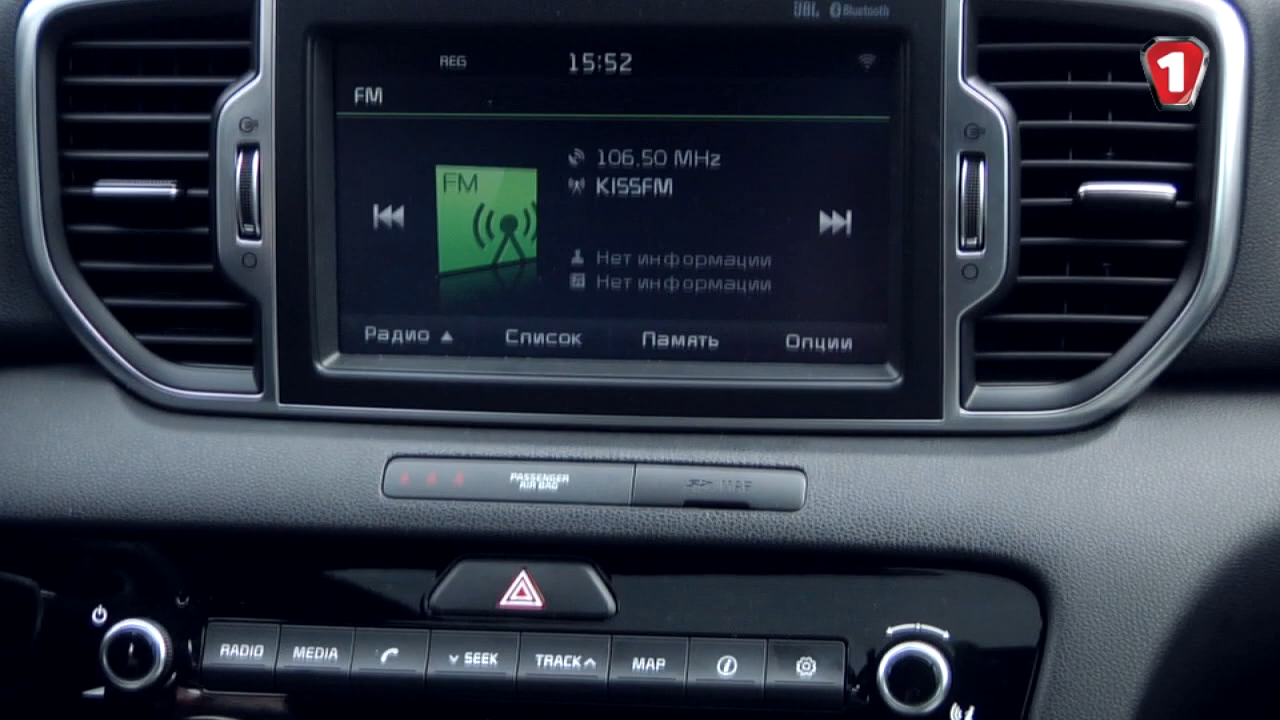 JBL Bluetooth
1
REG 15:52
FM
FM
106.50 MHz
KISSFM
Нет информации
Нет информации
Радио Список Память Опции
PASSENGER
AIR BAG
MAP
RADIO MEDIA SEEK TRACK MAP